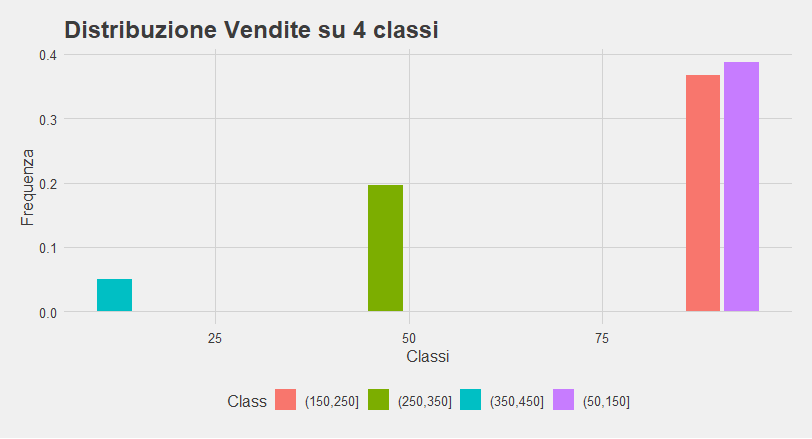 Distribuzione Vendite su 4 classi
0.4
0.3
0.2
0.1
0.0
Frequenza
25 50 75
Classi
Class (150,250] (250,350] (350,450] (50,150]